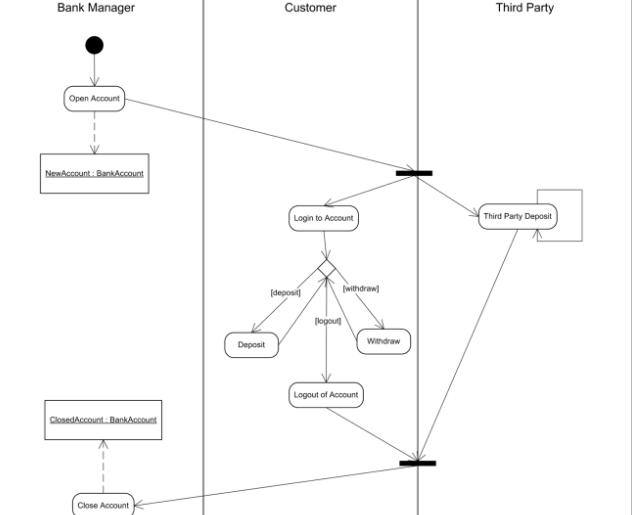 Bank Manager
Customer
Third Party
Open Account
NewAccount : BankAccount
Login to Account
Third Party Deposit
[deposit]
[withdraw]
[logout]
Deposit
Withdraw
Logout of Account
ClosedAccount : BankAccount
Close Account